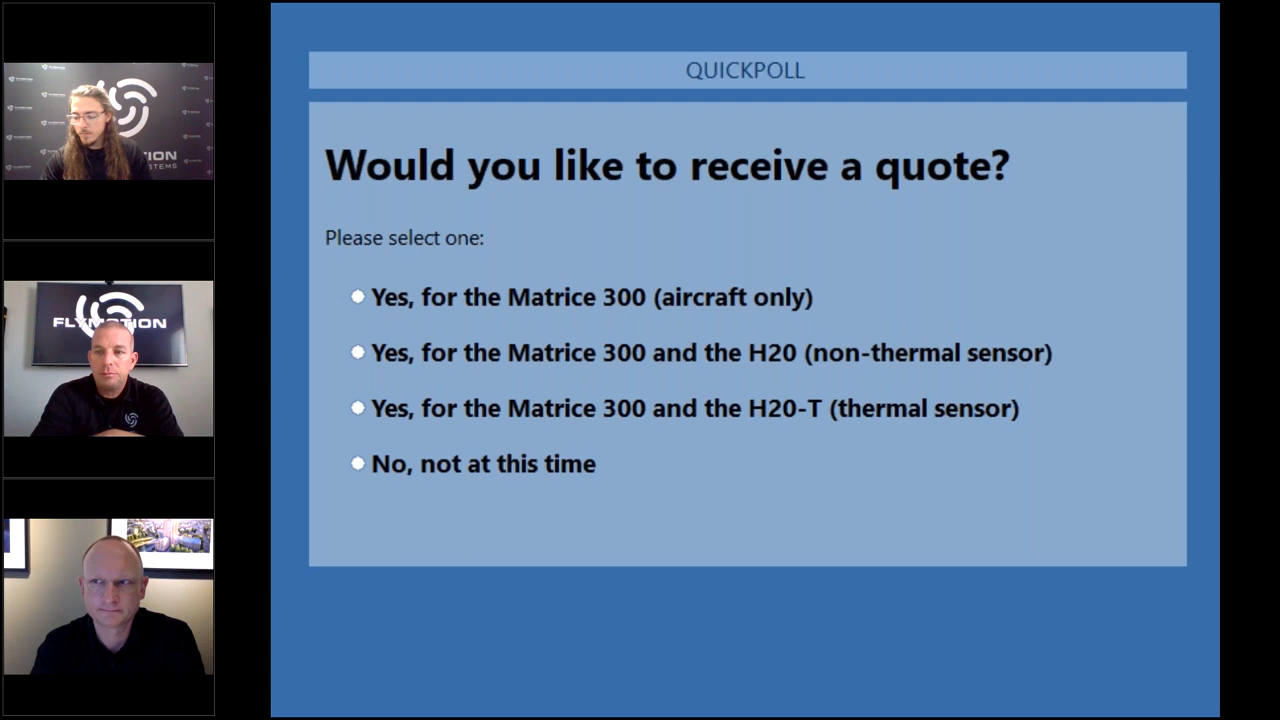 QUICKPOLL
Would you like to receive a quote?
Please select one:
Yes, for the Matrice 300 (aircraft only)
Yes, for the Matrice 300 and the H20 (non-thermal sensor)
Yes, for the Matrice 300 and the H20-T (thermal sensor)
No, not at this time
FLYMOTION